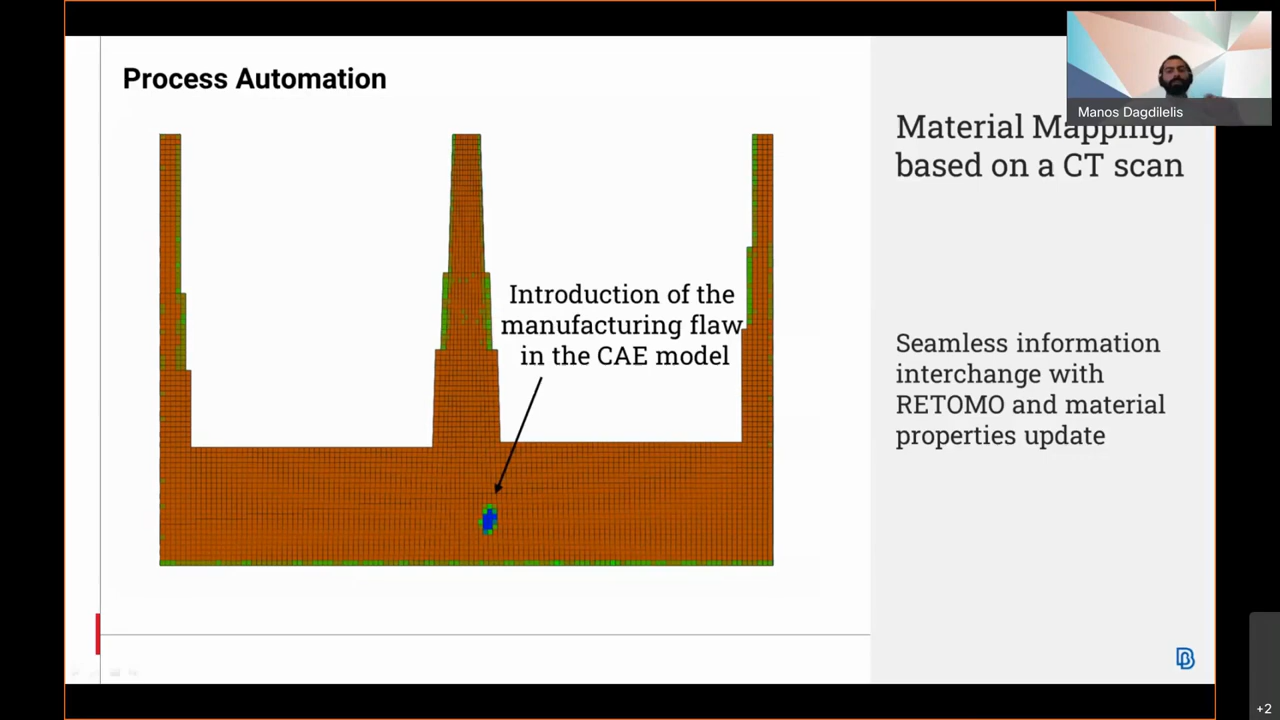 Process Automation
Manos Dagdilelis
Material Mapping,
based on a CT scan
Introduction of the
manufacturing flaw
in the CAE model
Seamless information
interchange with
RETOMO and material
properties update
+2